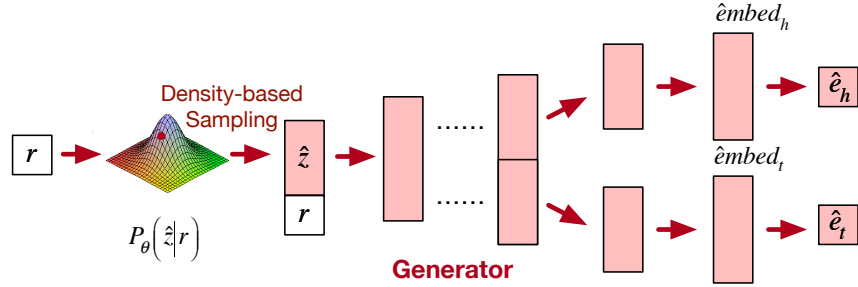 êmbed_h
Density-based
Sampling
ê_h
r
ẑ
......
êmbed_t
......
r
P_θ(ẑ|r)
ê_t
Generator